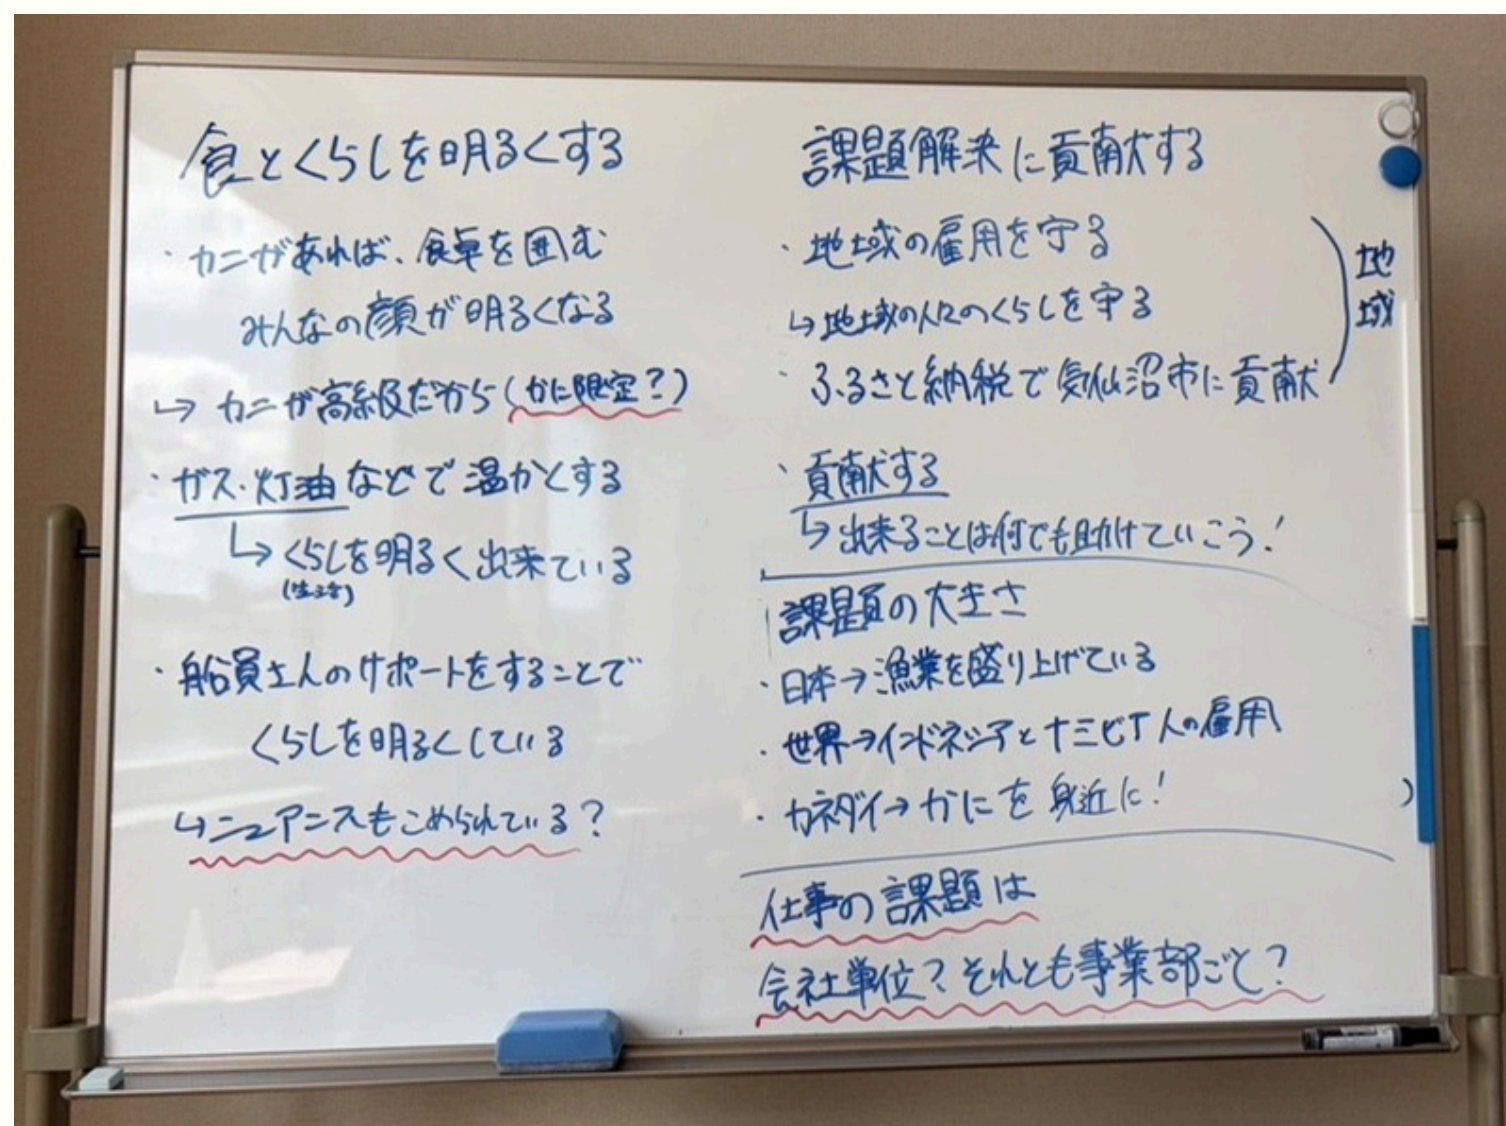 食とくらしを明るくする
・カニがあれば、食卓を囲む
みんなの顔が明るくなる
↳カニが高級だから(かに限定?)
・ガス・灯油などで温かくする
↳くらしを明るく出来ている
(生活)
・船員さんのサポートをすることで
くらしを明るくしている
↳ニュアンスもこめられている?
課題解決に貢献する
・地域の雇用を守る
↳地域の人々のくらしを守る
・ふるさと納税で気仙沼市に貢献
地域
・貢献する
↳出来ることは何でも助けていこう!
課題の大きさ
・日本→漁業を盛り上げている
・世界→インドネシアとナミビア人の雇用
・カネダイ→かにを身近に!
仕事の課題は
会社単位?それとも事業部ごと?